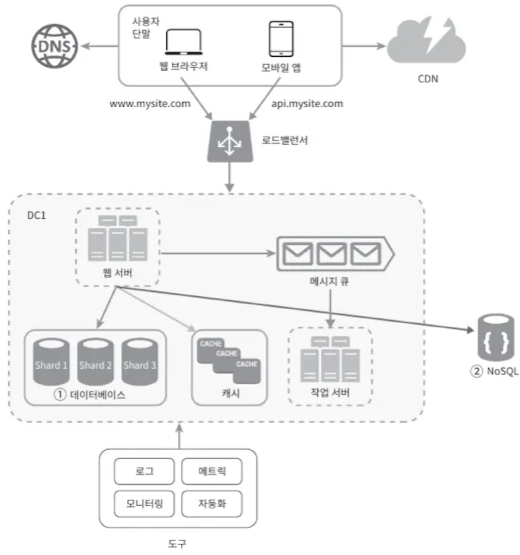 사용자
단말
DNS
웹 브라우저
모바일 앱
CDN
www.mysite.com
api.mysite.com
로드밸런서
DC1
웹 서버
메시지 큐
Shard 1
Shard 2
Shard 3
① 데이터베이스
CACHE
CACHE
CACHE
캐시
작업 서버
{ }
② NoSQL
로그
메트릭
모니터링
자동화
도구